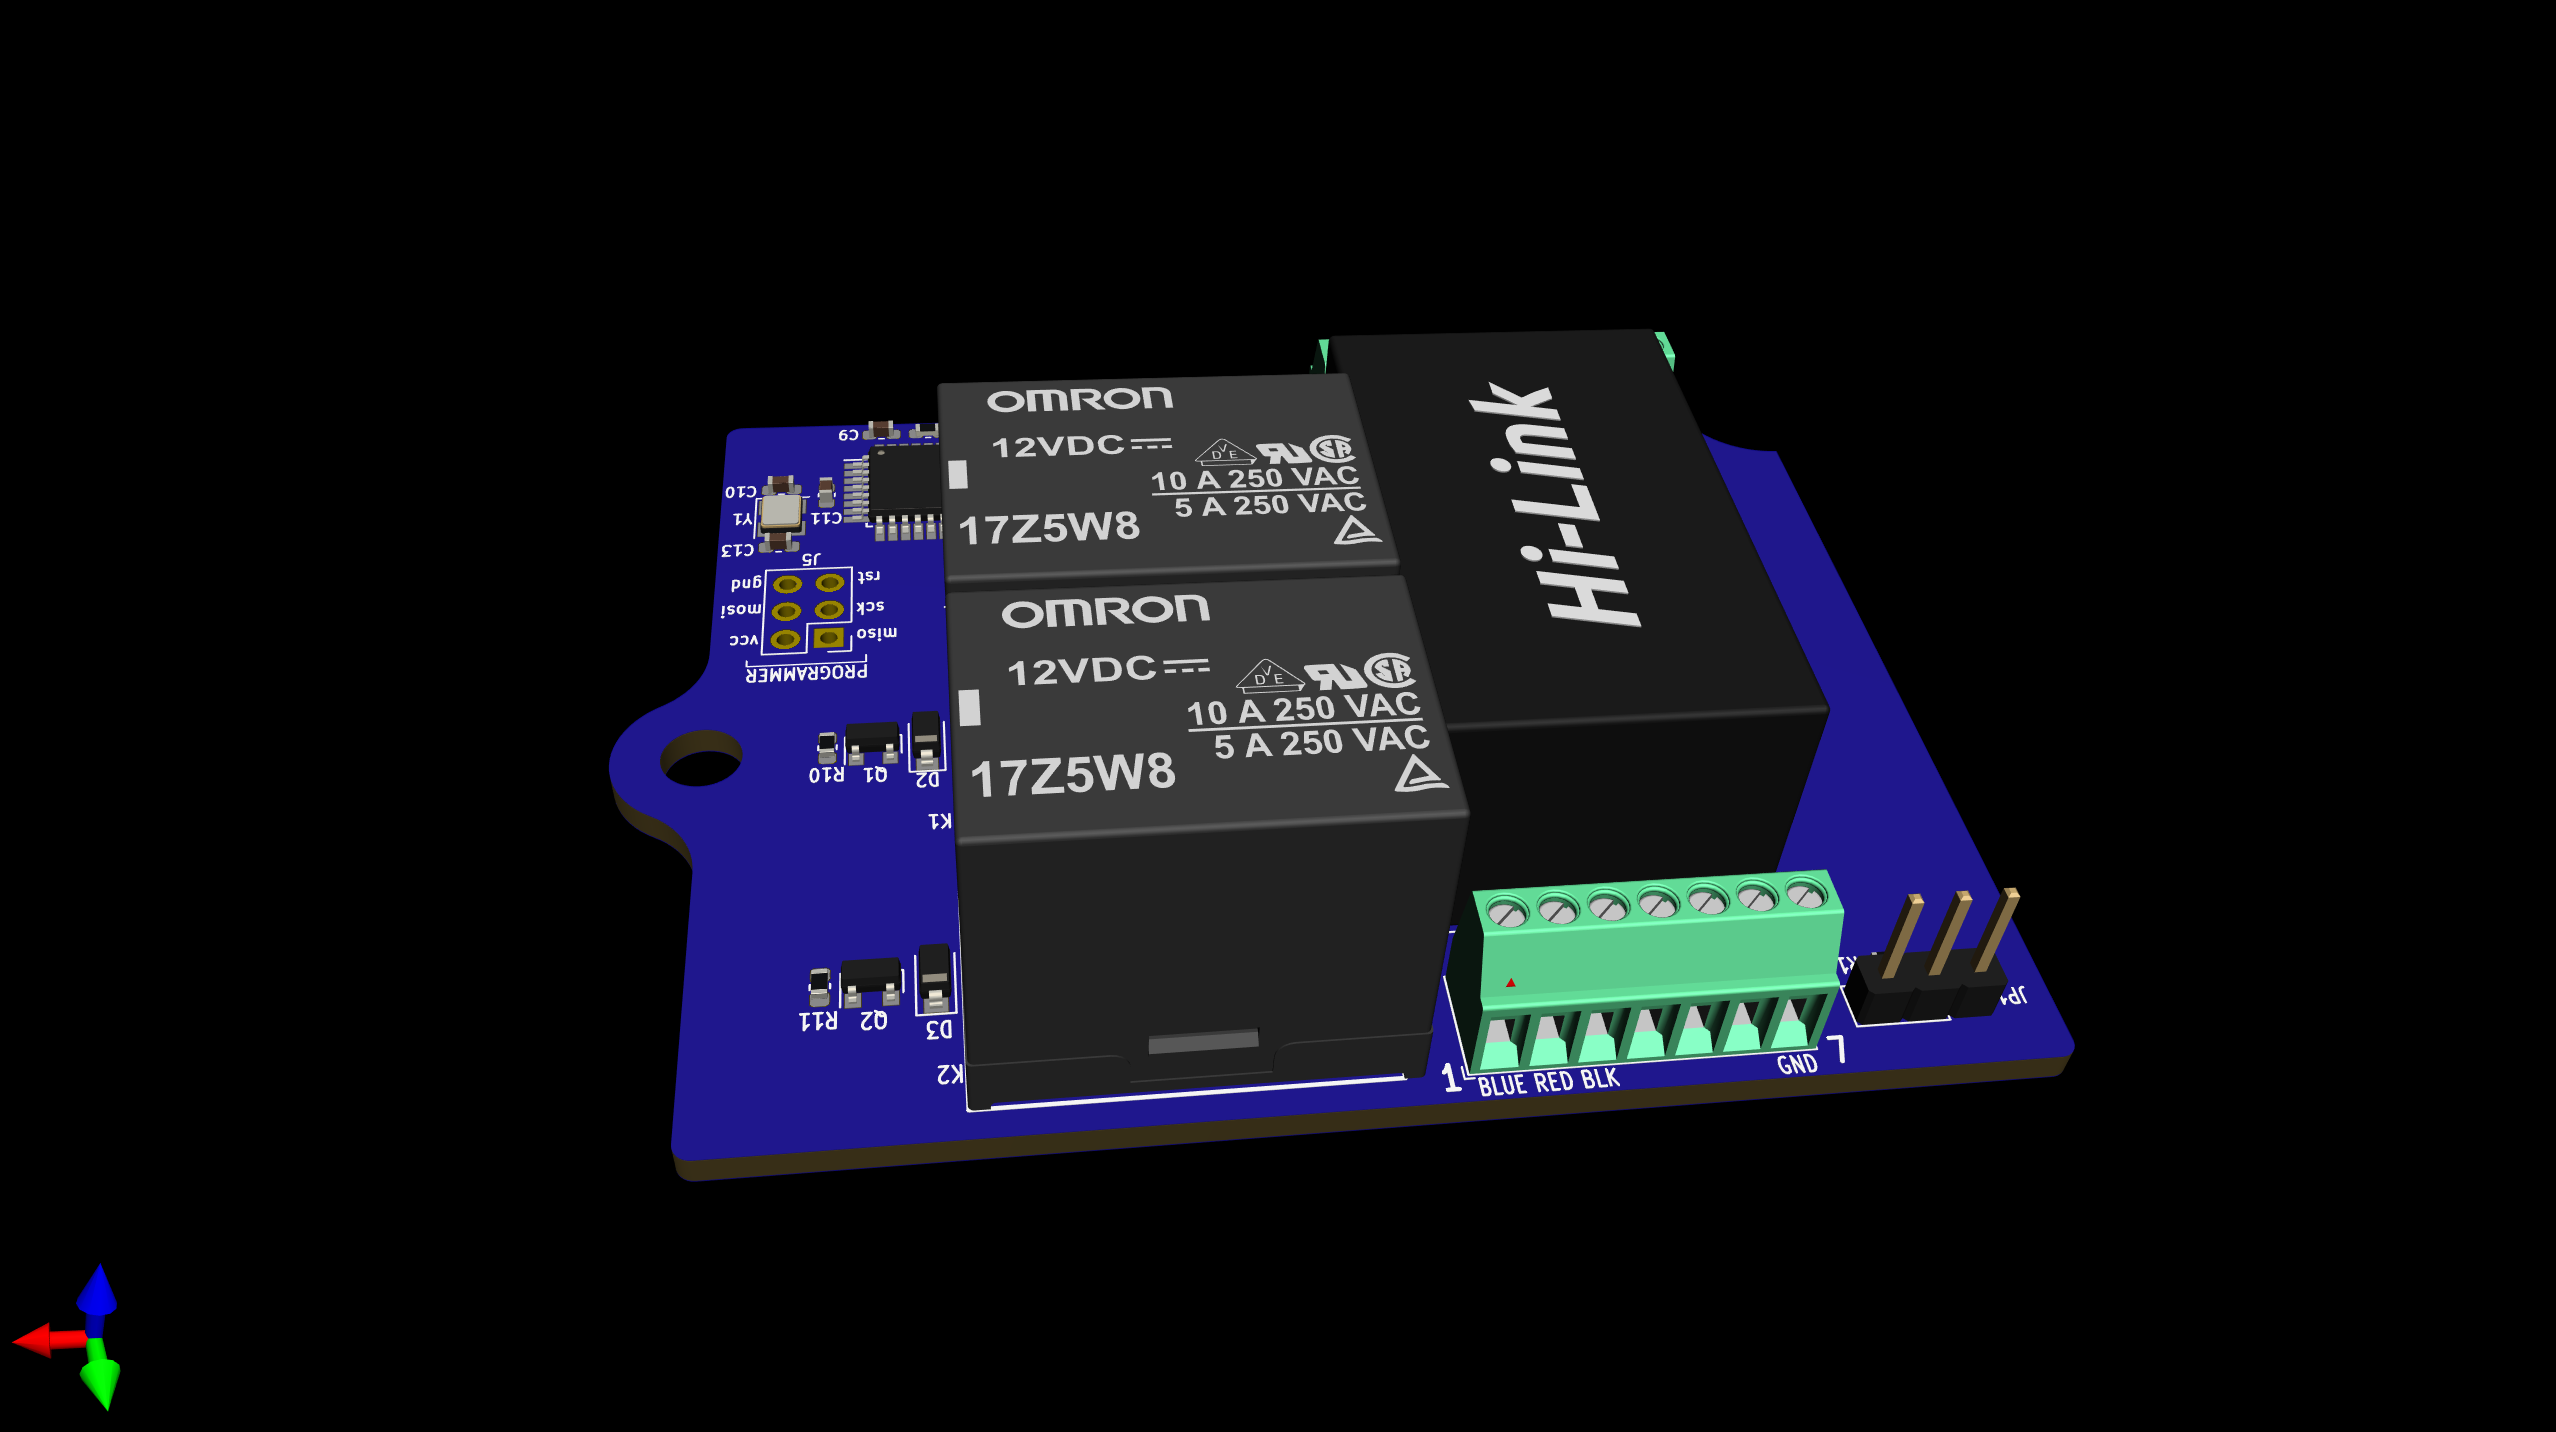 OMRON
12VDC
10 A 250 VAC
5 A 250 VAC
17Z5W8
OMRON
12VDC
10 A 250 VAC
5 A 250 VAC
17Z5W8
Hi-Link
C9
C10
Y1
C11
C13
J5
gnd
rst
mosi
sck
vcc
miso
PROGRAMMER
R10
Q1
D2
K1
R11
Q2
D3
K2
1
BLUE RED BLK
GND
7